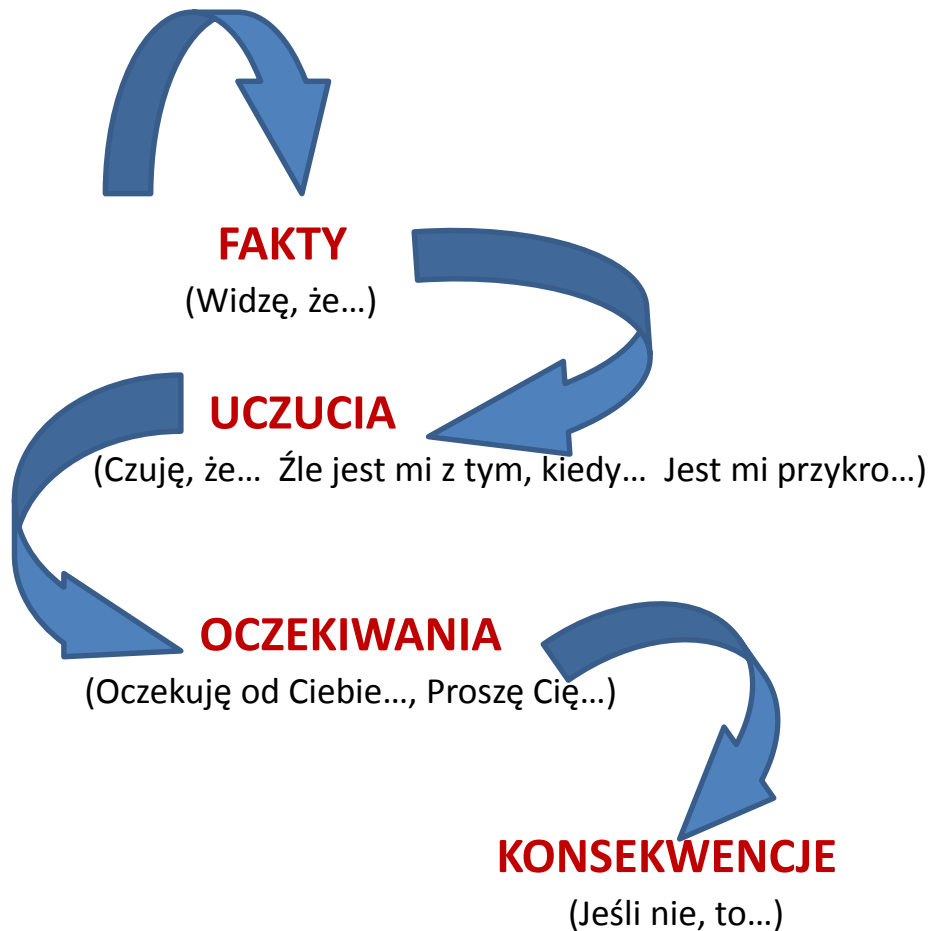 FAKTY
(Widzę, że…)
UCZUCIA
(Czuję, że…  Źle jest mi z tym, kiedy…  Jest mi przykro…)
OCZEKIWANIA
(Oczekuję od Ciebie…, Proszę Cię…)
KONSEKWENCJE
(Jeśli nie, to…)